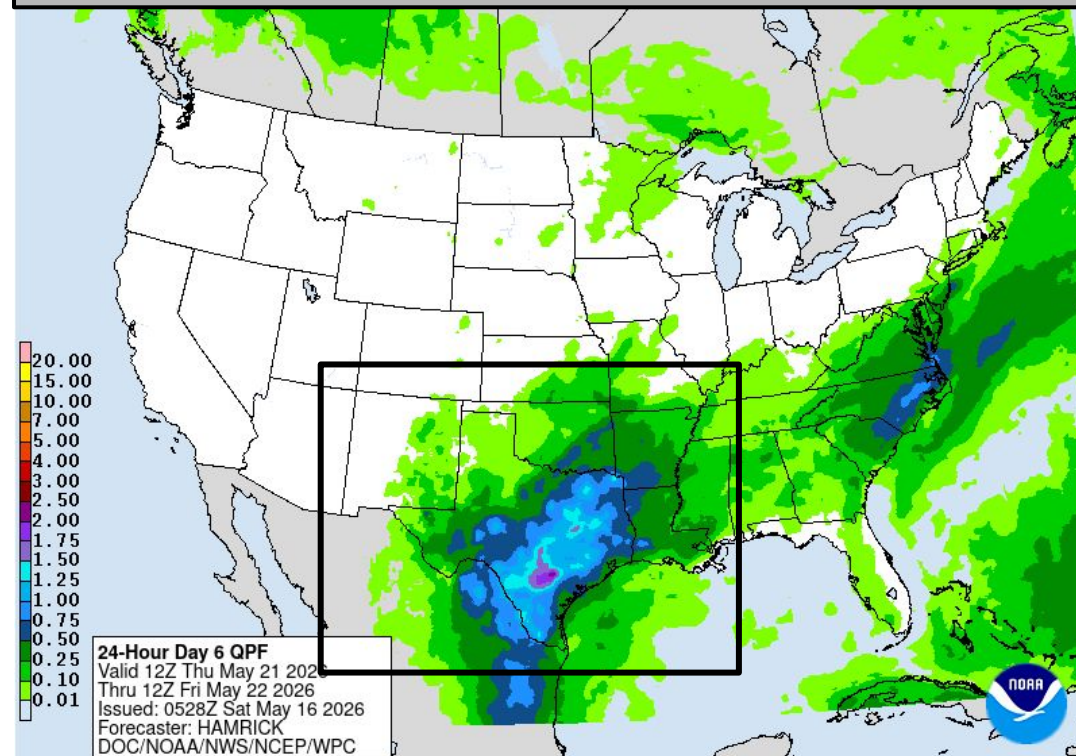 20.00
15.00
10.00
7.00
5.00
4.00
3.00
2.50
2.00
1.75
1.50
1.25
1.00
0.75
0.50
0.25
0.10
0.01
24-Hour Day 6 QPF
Valid 12Z Thu May 21 2026
Thru 12Z Fri May 22 2026
Issued: 0528Z Sat May 16 2026
Forecaster: HAMRICK
DOC/NOAA/NWS/NCEP/WPC
NOAA